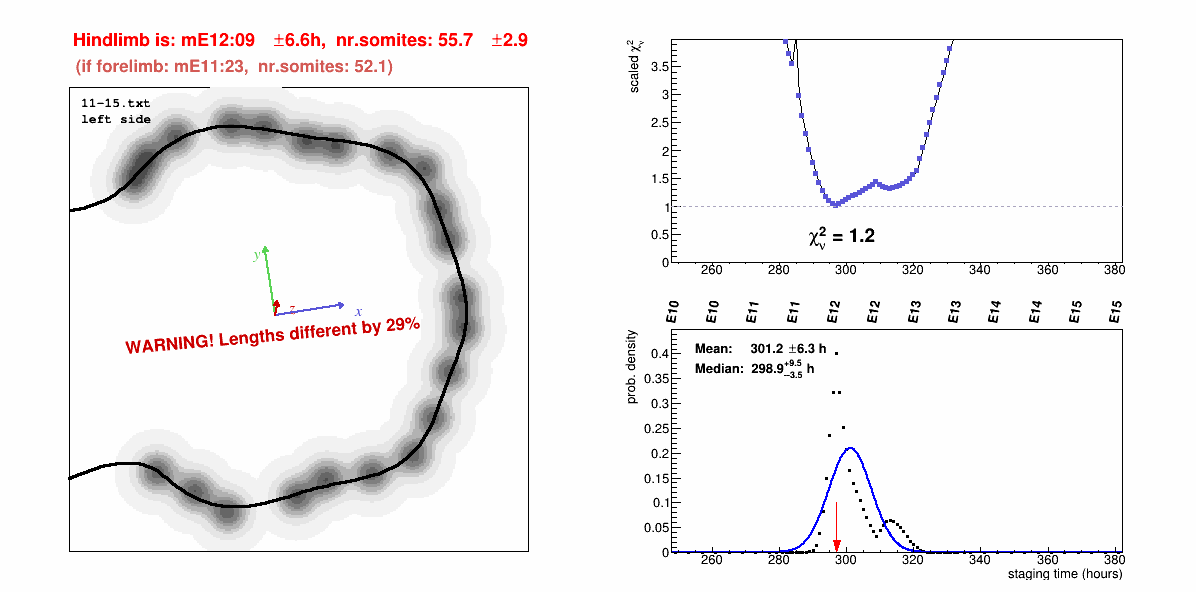 Hindlimb is: mE12:09 ±6.6h, nr.somites: 55.7 ±2.9
(if forelimb: mE11:23, nr.somites: 52.1)
11-15.txt
left side
y
z
x
WARNING! Lengths different by 29%
scaled χ²ᵥ
3.5
3
2.5
2
1.5
1
0.5
0
χ²ᵥ = 1.2
260 280 300 320 340 360 380
E10 E10 E11 E11 E12 E12 E13 E13 E14 E14 E15 E15
prob. density
Mean: 301.2 ±6.3 h
Median: 298.9 +9.5 −3.5 h
0.4
0.35
0.3
0.25
0.2
0.15
0.1
0.05
0
260 280 300 320 340 360 380
staging time (hours)